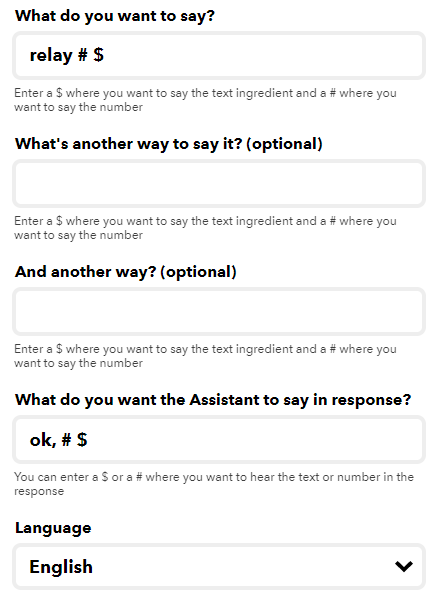 What do you want to say?
relay # $
Enter a $ where you want to say the text ingredient and a # where you
want to say the number
What's another way to say it? (optional)
Enter a $ where you want to say the text ingredient and a # where you
want to say the number
And another way? (optional)
Enter a $ where you want to say the text ingredient and a # where you
want to say the number
What do you want the Assistant to say in response?
ok, # $
You can enter a $ or a # where you want to hear the text or number in the
response
Language
English